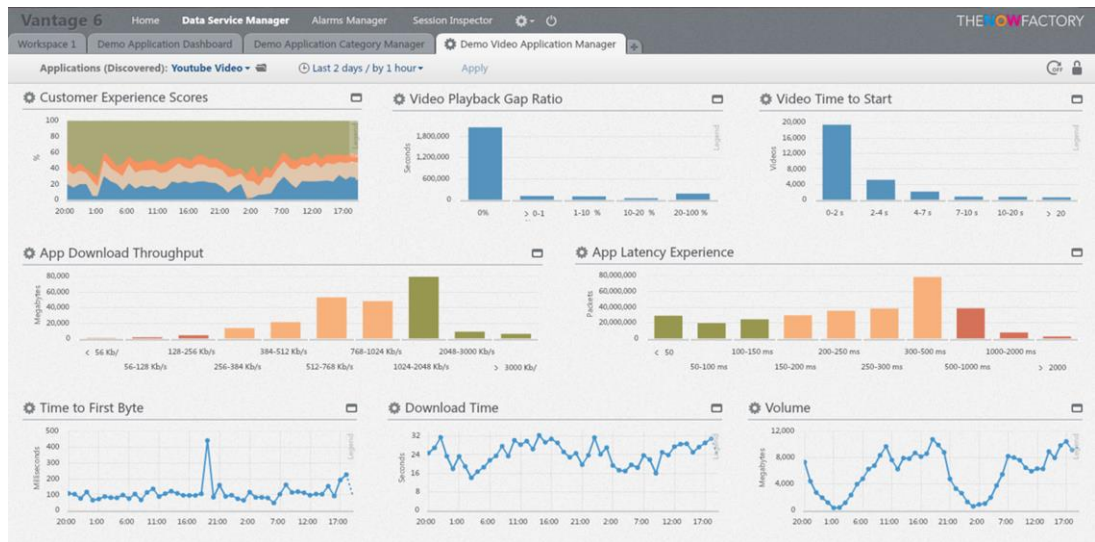 Vantage 6 Home Data Service Manager Alarms Manager Session Inspector THENOWFACTORY
Workspace 1 Demo Application Dashboard Demo Application Category Manager Demo Video Application Manager +
Applications (Discovered): Youtube Video Last 2 days / by 1 hour Apply OFF
Customer Experience Scores
100
80
60
40
20
0
%
Legend
20:00 1:00 6:00 11:00 16:00 21:00 2:00 7:00 12:00 17:00
Video Playback Gap Ratio
1,800,000
1,200,000
600,000
0
Seconds
Legend
0% > 0-1 1-10 % 10-20 % 20-100 %
Video Time to Start
20,000
16,000
12,000
8,000
4,000
0
Videos
Legend
0-2 s 2-4 s 4-7 s 7-10 s 10-20 s > 20
App Download Throughput
80,000
60,000
40,000
20,000
0
Megabytes
< 56 Kb/ 128-256 Kb/s 384-512 Kb/s 768-1024 Kb/s 2048-3000 Kb/s
56-128 Kb/s 256-384 Kb/s 512-768 Kb/s 1024-2048 Kb/s > 3000 Kb/
App Latency Experience
80,000,000
60,000,000
40,000,000
20,000,000
0
Packets
< 50 100-150 ms 200-250 ms 300-500 ms 1000-2000 ms
50-100 ms 150-200 ms 250-300 ms 500-1000 ms > 2000
Time to First Byte
500
400
300
200
100
0
Milliseconds
Legend
20:00 1:00 6:00 11:00 16:00 21:00 2:00 7:00 12:00 17:00
Download Time
32
24
16
8
0
Seconds
Legend
20:00 1:00 6:00 11:00 16:00 21:00 2:00 7:00 12:00 17:00
Volume
12,000
8,000
4,000
0
Megabytes
Legend
20:00 1:00 6:00 11:00 16:00 21:00 2:00 7:00 12:00 17:00